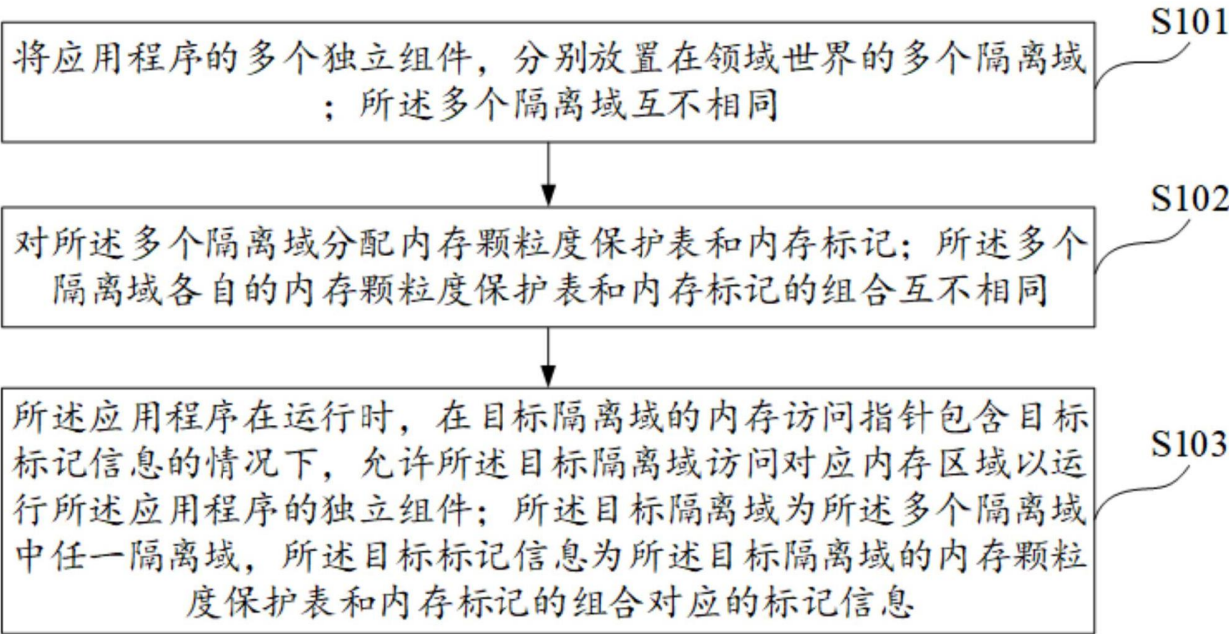 S101
将应用程序的多个独立组件，分别放置在领域世界的多个隔离域
；所述多个隔离域互不相同
S102
对所述多个隔离域分配内存颗粒度保护表和内存标记；所述多个
隔离域各自的内存颗粒度保护表和内存标记的组合互不相同
S103
所述应用程序在运行时，在目标隔离域的内存访问指针包含目标
标记信息的情况下，允许所述目标隔离域访问对应内存区域以运
行所述应用程序的独立组件；所述目标隔离域为所述多个隔离域
中任一隔离域，所述目标标记信息为所述目标隔离域的内存颗粒
度保护表和内存标记的组合对应的标记信息